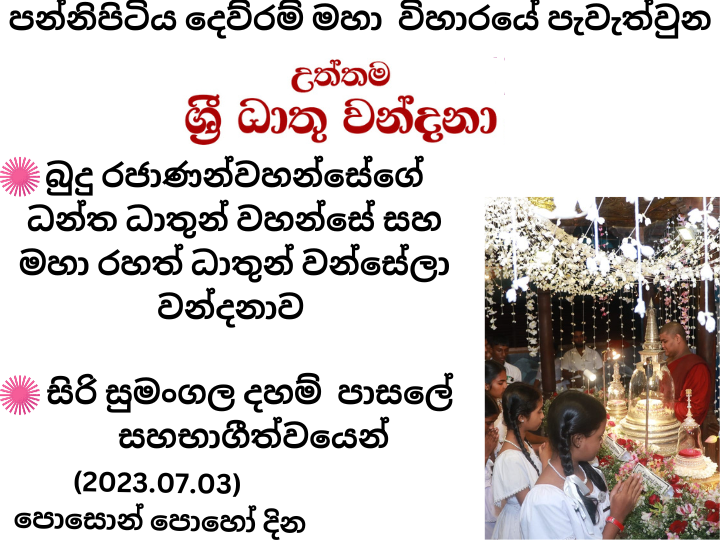 පන්නිපිටිය දෙව්රම් මහා විහාරයේ පැවැත්වුන
උත්තම
ශ්‍රී ධාතු වන්දනා
බුදු රජාණන්වහන්සේගේ
ධන්ත ධාතුන් වහන්සේ සහ
මහා රහත් ධාතුන් වන්සේලා
වන්දනාව
සිරි සුමංගල දහම් පාසලේ
සහභාගීත්වයෙන්
(2023.07.03)
පොසොන් පොහෝ දින